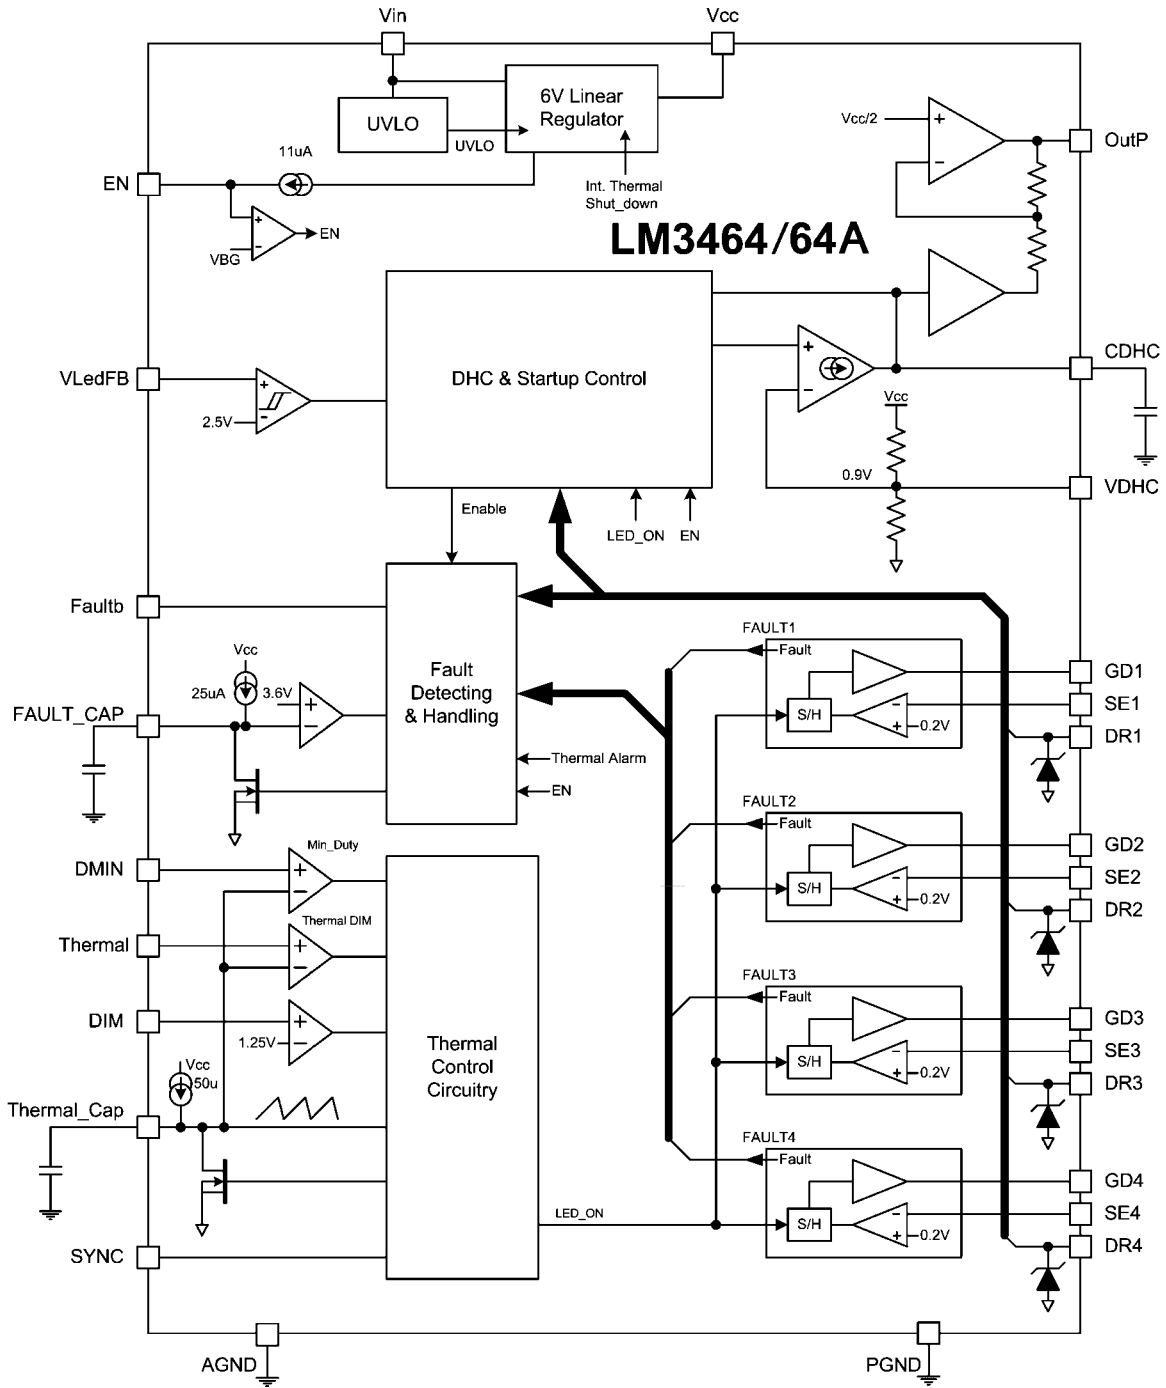 Vin
Vcc
6V Linear
Regulator
UVLO
UVLO
Vcc/2
+
−
OutP
11uA
EN
Int. Thermal
Shut_down
+
−
EN
VBG
LM3464/64A
DHC & Startup Control
VLedFB
+
−
2.5V
+
−
CDHC
Vcc
0.9V
VDHC
Enable
LED_ON
EN
Faultb
Fault
Detecting
& Handling
Vcc
25uA
3.6V
+
−
FAULT_CAP
Thermal Alarm
EN
FAULT1
Fault
S/H
−
+
0.2V
GD1
SE1
DR1
FAULT2
Fault
S/H
−
+
0.2V
GD2
SE2
DR2
Min_Duty
DMIN
+
−
Thermal DIM
Thermal
+
−
DIM
+
−
1.25V
Thermal
Control
Circuitry
Vcc
50u
Thermal_Cap
FAULT3
Fault
S/H
−
+
0.2V
GD3
SE3
DR3
FAULT4
Fault
S/H
−
+
0.2V
GD4
SE4
DR4
LED_ON
SYNC
AGND
PGND